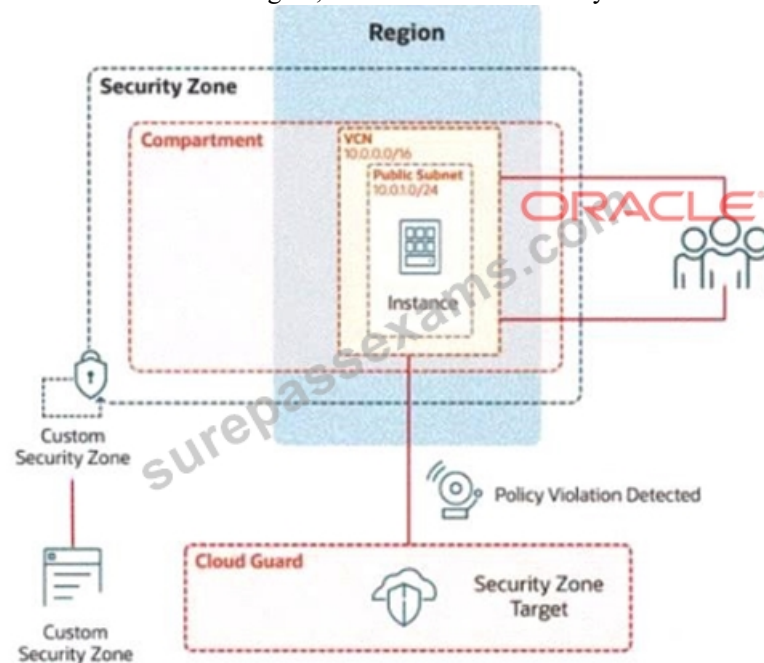 Region
Security Zone
Compartment
VCN
10.0.0.0/16
Public Subnet
10.0.1.0/24
ORACLE
Instance
surepassexams.com
Custom
Security Zone
Policy Violation Detected
Cloud Guard
Security Zone
Target
Custom
Security Zone